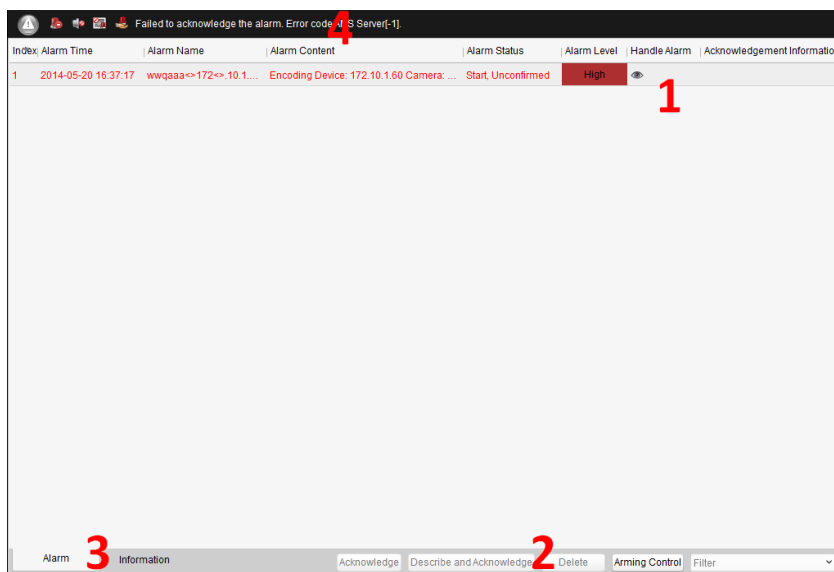 Failed to acknowledge the alarm. Error code S Server[-1].
4
Index Alarm Time Alarm Name Alarm Content Alarm Status Alarm Level Handle Alarm Acknowledgement Informatio
1 2014-05-20 16:37:17 wwqaaa<>172<>.10.1.... Encoding Device: 172.10.1.60 Camera: ... Start, Unconfirmed High
1
Alarm 3 Information Acknowledge Describe and Acknowledge 2 Delete Arming Control Filter